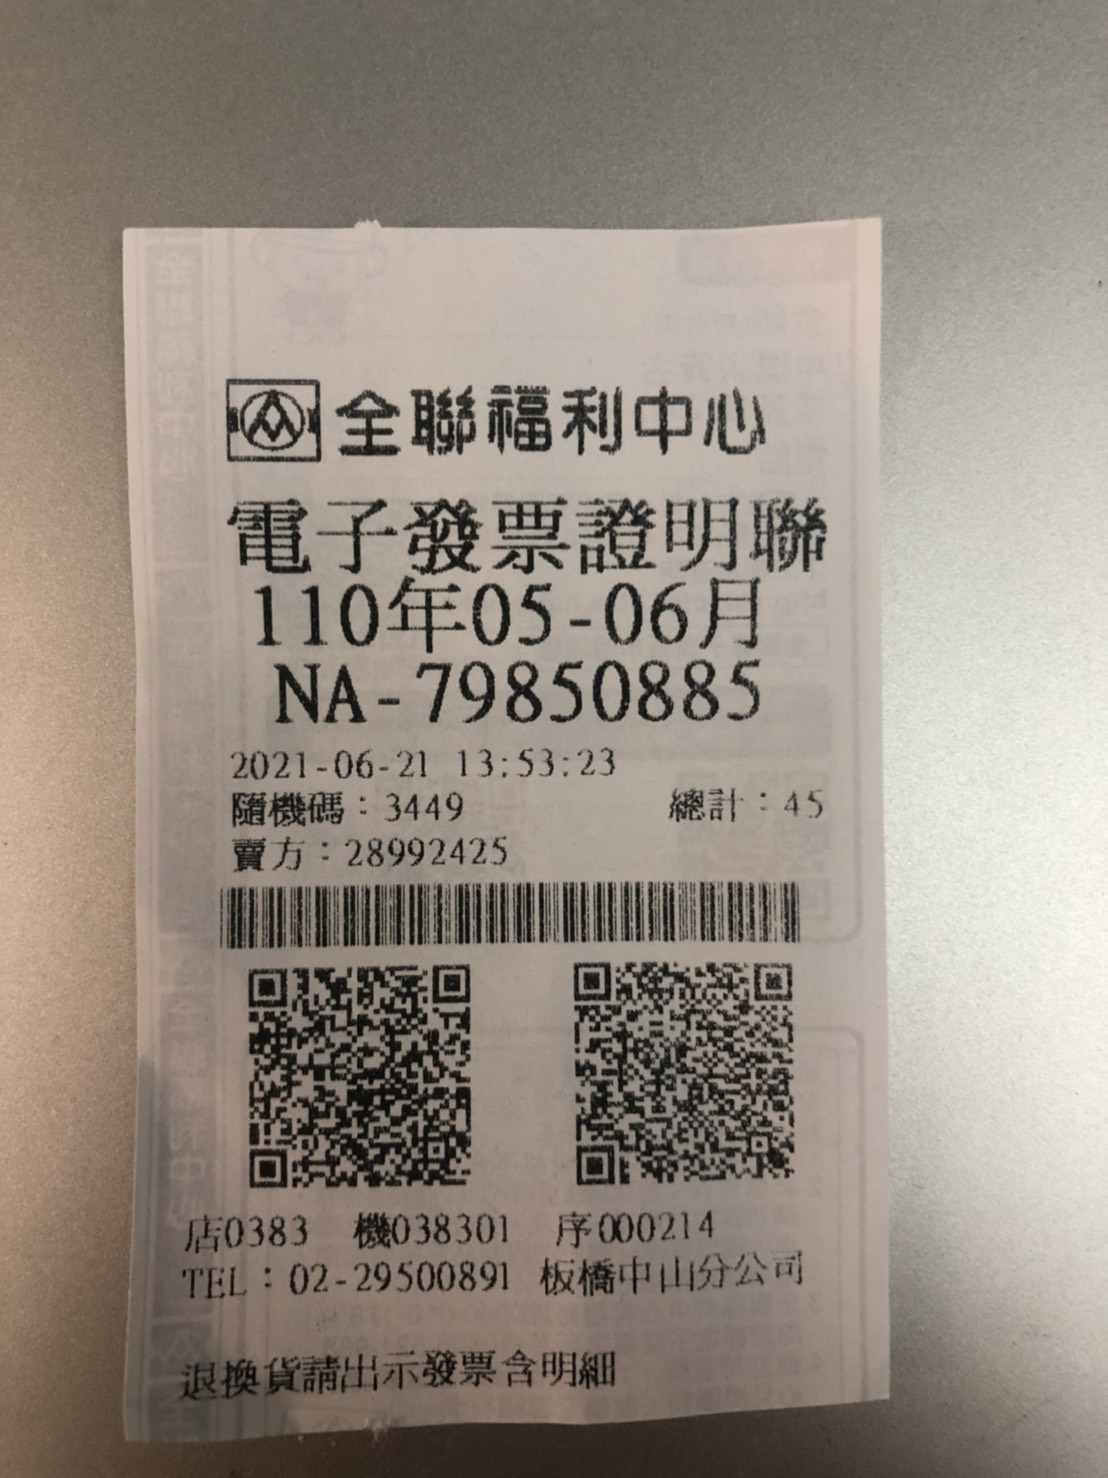 全聯福利中心
電子發票證明聯
110年05-06月
NA-79850885
2021-06-21 13:53:23
隨機碼：3449 總計：45
賣方：28992425
店0383 機038301 序000214
TEL：02-29500891 板橋中山分公司
退換貨請出示發票含明細